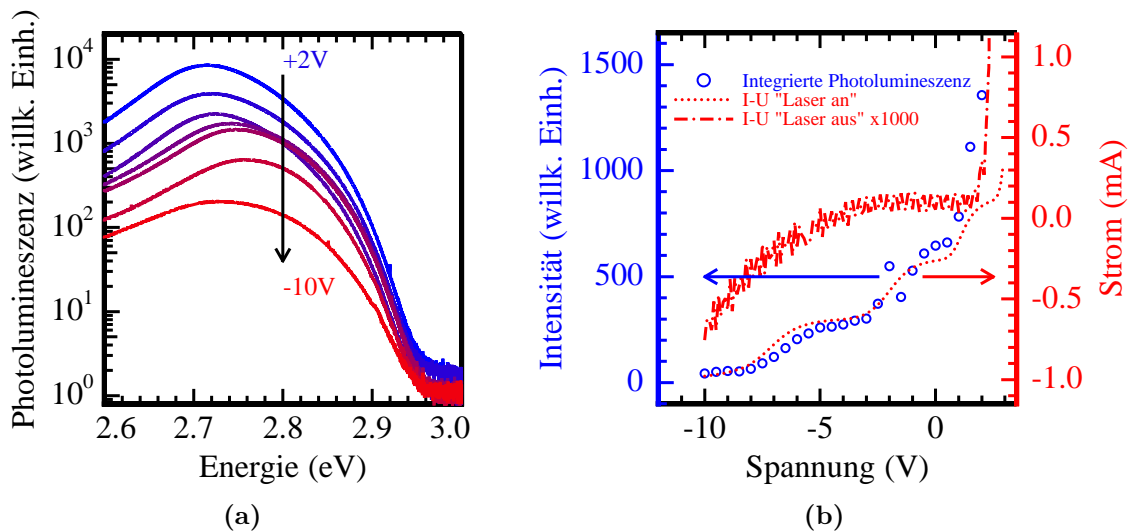 Photolumineszenz (willk. Einh.)
10^4
10^3
10^2
10^1
10^0
+2V
-10V
2.6 2.7 2.8 2.9 3.0
Energie (eV)
(a)
Intensität (willk. Einh.)
1500
1000
500
0
Integrierte Photolumineszenz
I-U "Laser an"
I-U "Laser aus" x1000
1.0
0.5
0.0
-0.5
-1.0
Strom (mA)
-10 -5 0
Spannung (V)
(b)